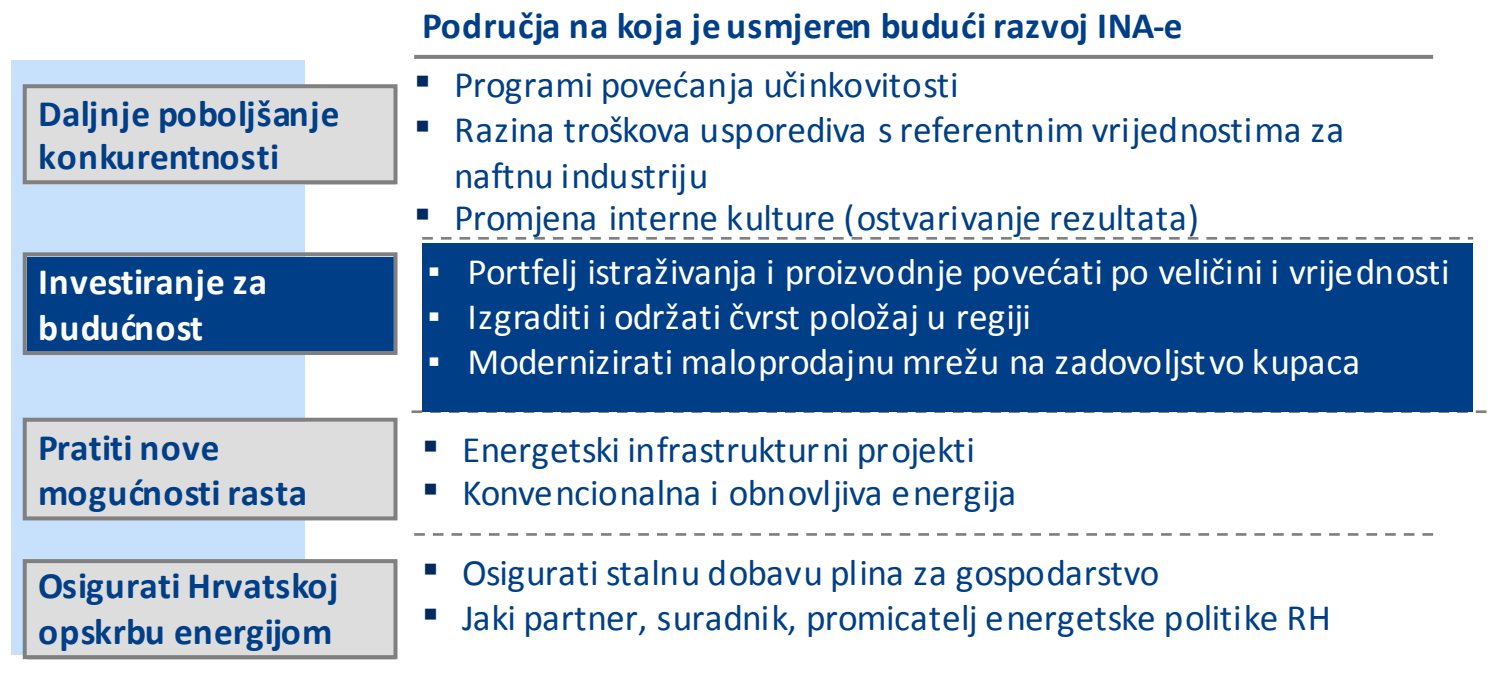 Područja na koja je usmjeren budući razvoj INA-e
Daljnje poboljšanje
konkurentnosti
▪ Programi povećanja učinkovitosti
▪ Razina troškova usporediva s referentnim vrijednostima za
naftnu industriju
▪ Promjena interne kulture (ostvarivanje rezultata)
Investiranje za
budućnost
▪ Portfelj istraživanja i proizvodnje povećati po veličini i vrijednosti
▪ Izgraditi i održati čvrst položaj u regiji
▪ Modernizirati maloprodajnu mrežu na zadovoljstvo kupaca
Pratiti nove
mogućnosti rasta
▪ Energetski infrastrukturni projekti
▪ Konvencionalna i obnovljiva energija
Osigurati Hrvatskoj
opskrbu energijom
▪ Osigurati stalnu dobavu plina za gospodarstvo
▪ Jaki partner, suradnik, promicatelj energetske politike RH